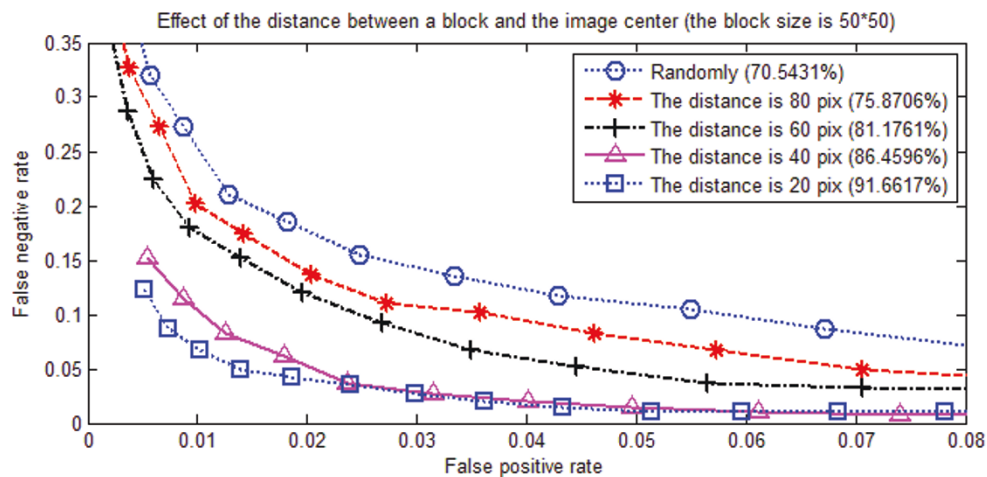 Effect of the distance between a block and the image center (the block size is 50*50)
0.35
0.3
0.25
0.2
0.15
0.1
0.05
0
False negative rate
Randomly (70.5431%)
The distance is 80 pix (75.8706%)
The distance is 60 pix (81.1761%)
The distance is 40 pix (86.4596%)
The distance is 20 pix (91.6617%)
0 0.01 0.02 0.03 0.04 0.05 0.06 0.07 0.08
False positive rate